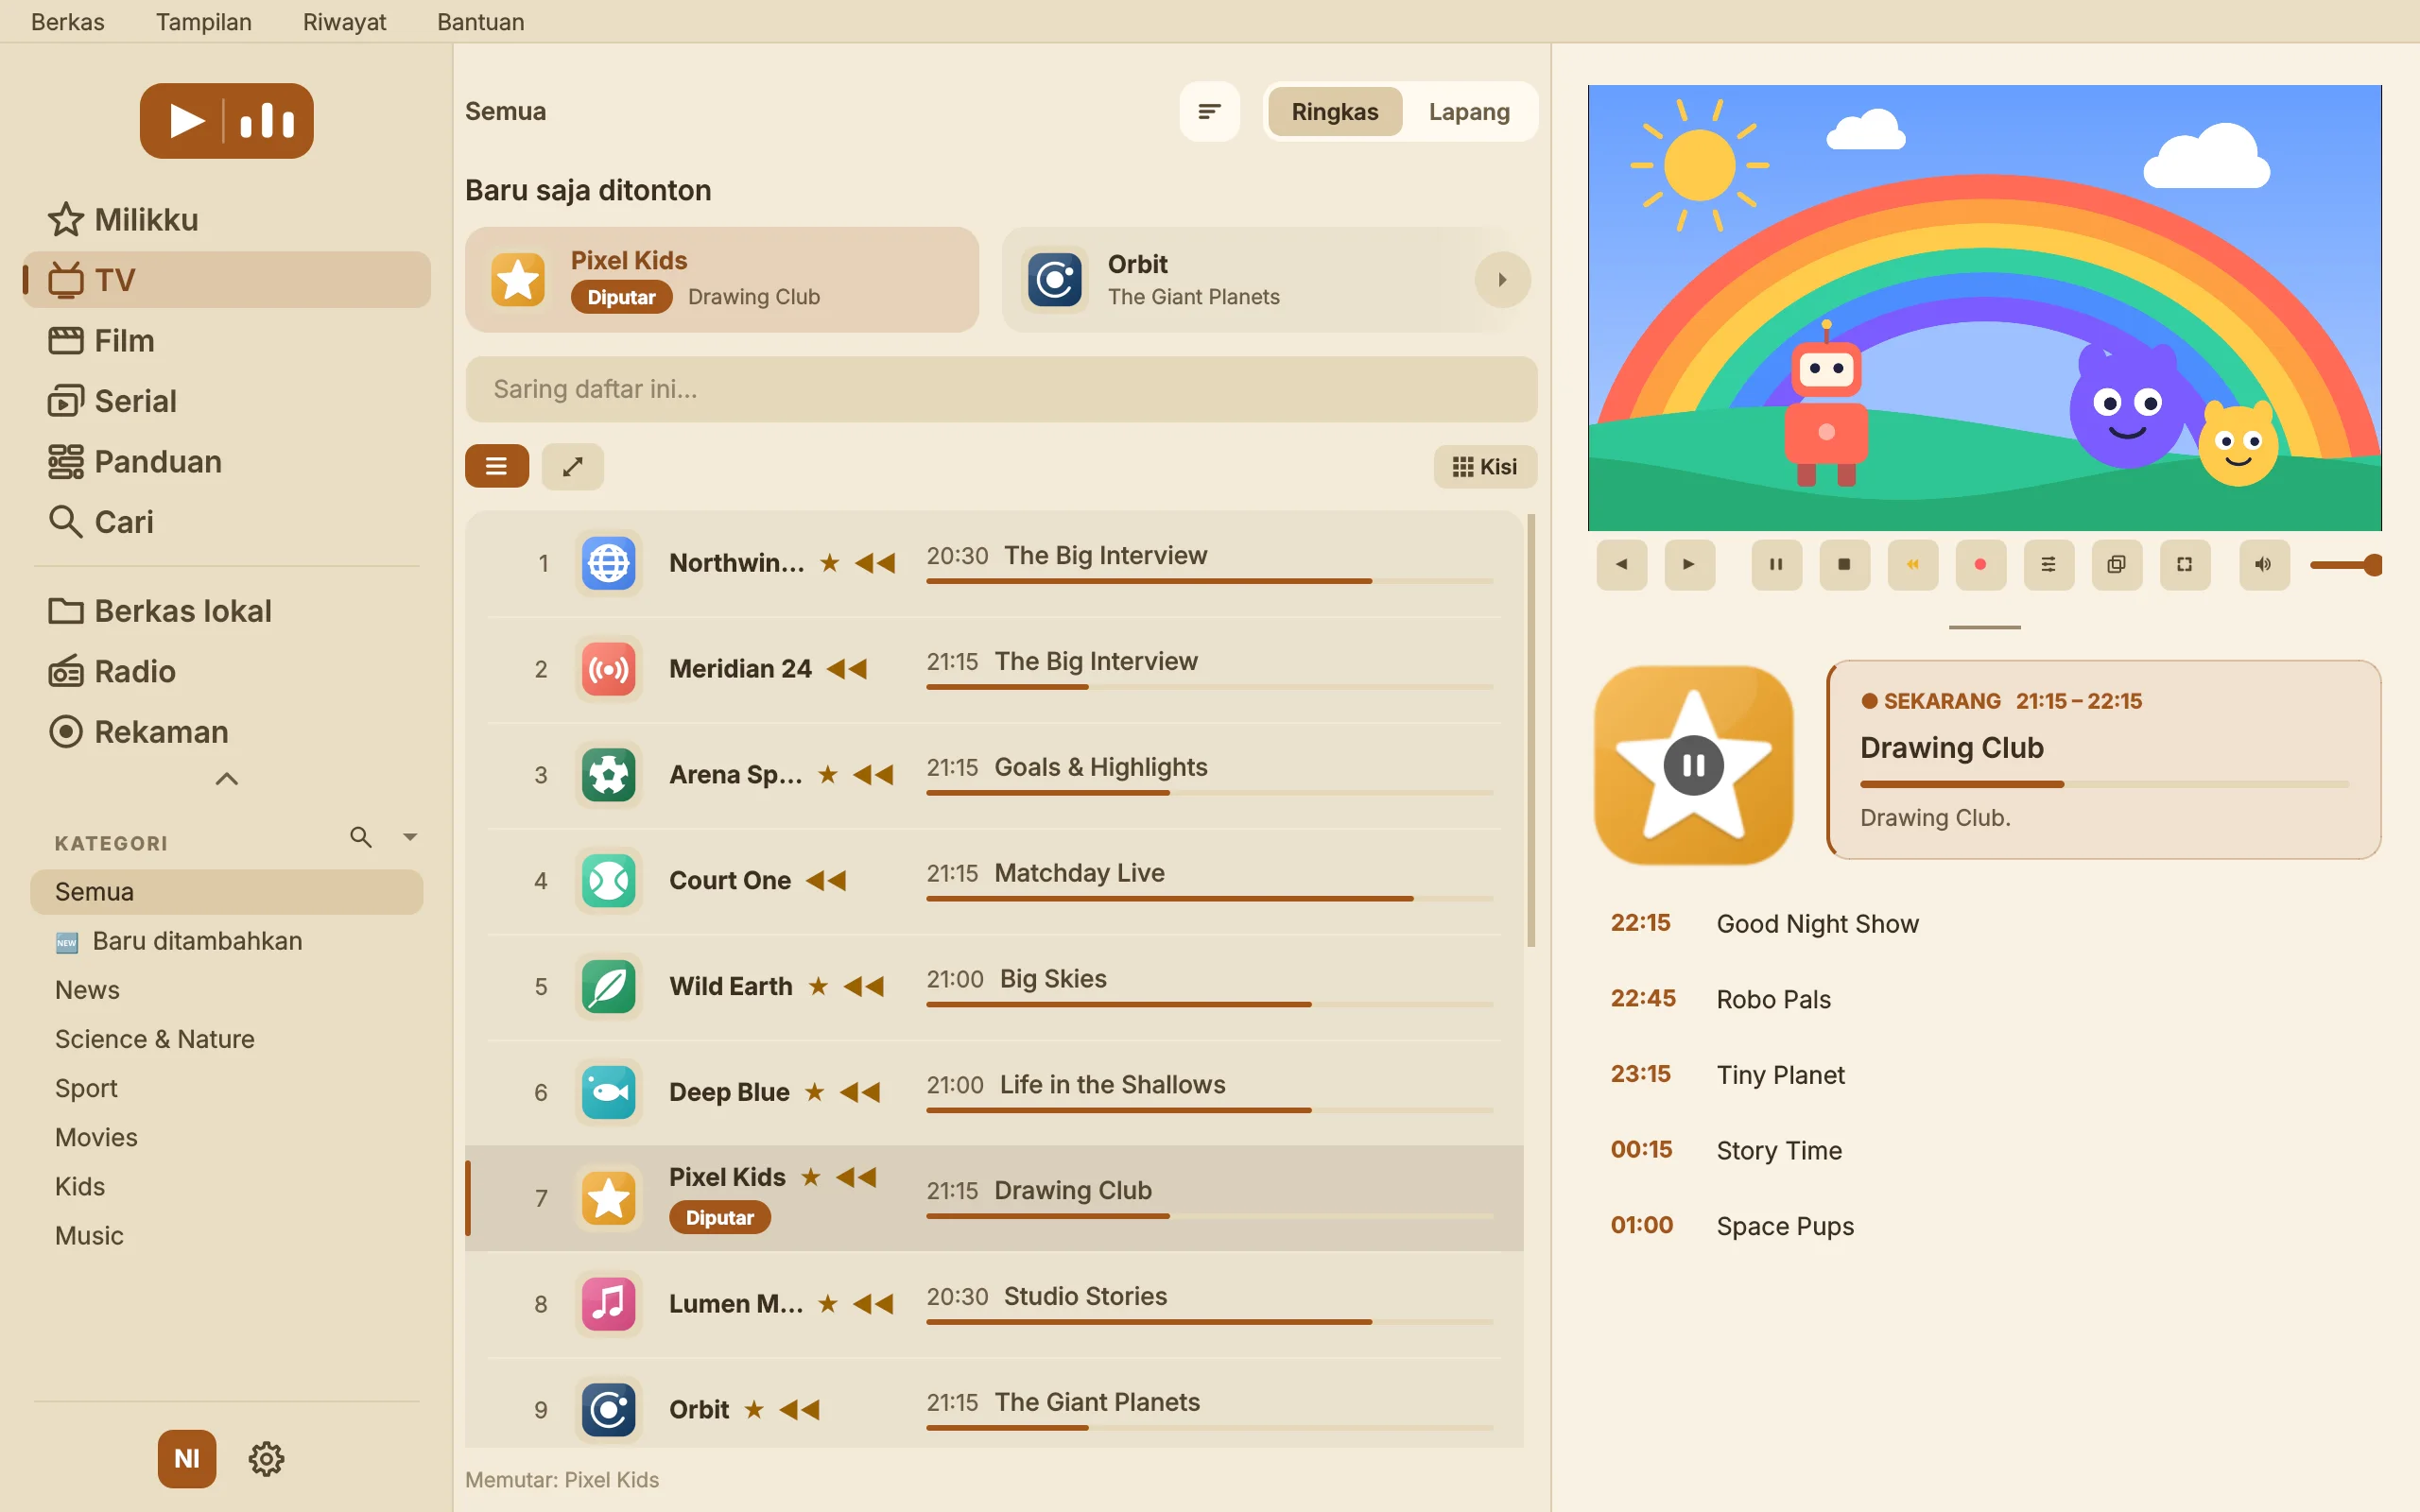 Berkas Tampilan Riwayat Bantuan
Milikku
TV
Film
Serial
Panduan
Cari
Berkas lokal
Radio
Rekaman
KATEGORI
Semua
NEW Baru ditambahkan
News
Science & Nature
Sport
Movies
Kids
Music
NI
Semua
Ringkas Lapang
Baru saja ditonton
Pixel Kids
Diputar Drawing Club
Orbit
The Giant Planets
Saring daftar ini...
Kisi
1 Northwin... 20:30 The Big Interview
2 Meridian 24 21:15 The Big Interview
3 Arena Sp... 21:15 Goals & Highlights
4 Court One 21:15 Matchday Live
5 Wild Earth 21:00 Big Skies
6 Deep Blue 21:00 Life in the Shallows
7 Pixel Kids 21:15 Drawing Club
Diputar
8 Lumen M... 20:30 Studio Stories
9 Orbit 21:15 The Giant Planets
Memutar: Pixel Kids
SEKARANG 21:15 – 22:15
Drawing Club
Drawing Club.
22:15 Good Night Show
22:45 Robo Pals
23:15 Tiny Planet
00:15 Story Time
01:00 Space Pups